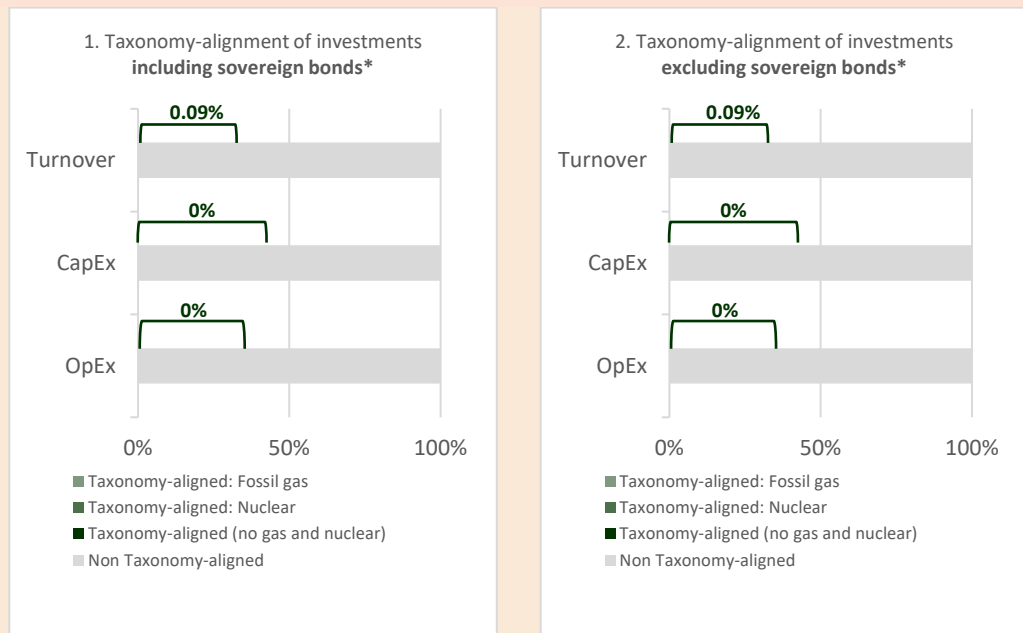 1. Taxonomy-alignment of investments
including sovereign bonds*
0.09%
Turnover
0%
CapEx
0%
OpEx
0%
50%
100%
Taxonomy-aligned: Fossil gas
Taxonomy-aligned: Nuclear
Taxonomy-aligned (no gas and nuclear)
Non Taxonomy-aligned
2. Taxonomy-alignment of investments
excluding sovereign bonds*
0.09%
Turnover
0%
CapEx
0%
OpEx
0%
50%
100%
Taxonomy-aligned: Fossil gas
Taxonomy-aligned: Nuclear
Taxonomy-aligned (no gas and nuclear)
Non Taxonomy-aligned